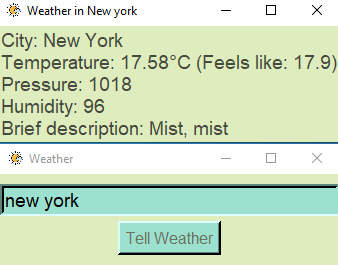 Weather in New york
City: New York
Temperature: 17.58°C (Feels like: 17.9)
Pressure: 1018
Humidity: 96
Brief description: Mist, mist
Weather
new york
Tell Weather